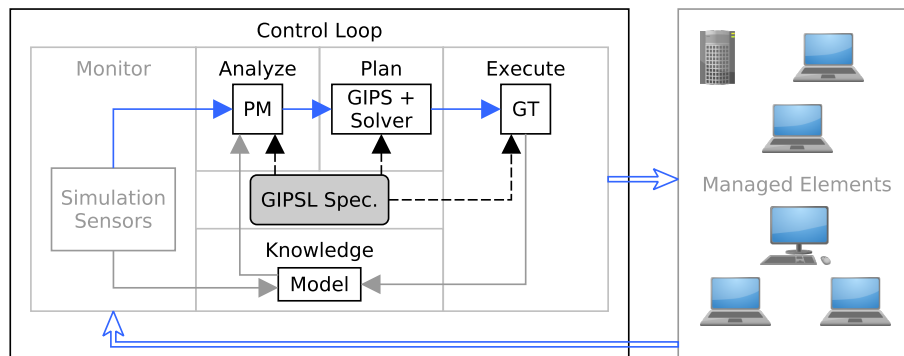 Control Loop
Monitor
Analyze
Plan
Execute
PM
GIPS +
Solver
GT
Simulation
Sensors
GIPSL Spec.
Knowledge
Model
Managed Elements